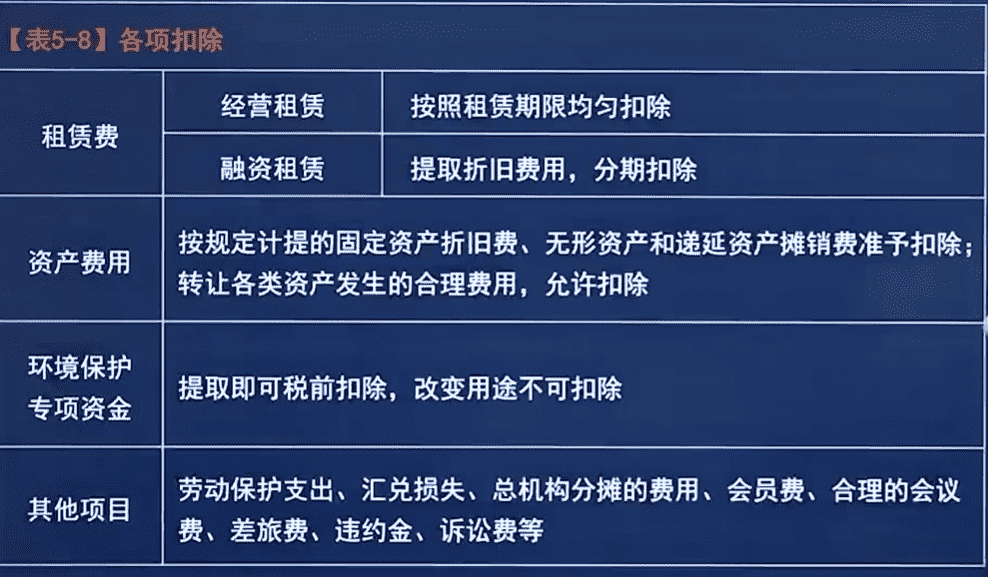 【表5-8】各项扣除
租赁费
经营租赁
按照租赁期限均匀扣除
融资租赁
提取折旧费用，分期扣除
资产费用
按规定计提的固定资产折旧费、无形资产和递延资产摊销费准予扣除；
转让各类资产发生的合理费用，允许扣除
环境保护
专项资金
提取即可税前扣除，改变用途不可扣除
其他项目
劳动保护支出、汇兑损失、总机构分摊的费用、会员费、合理的会议
费、差旅费、违约金、诉讼费等